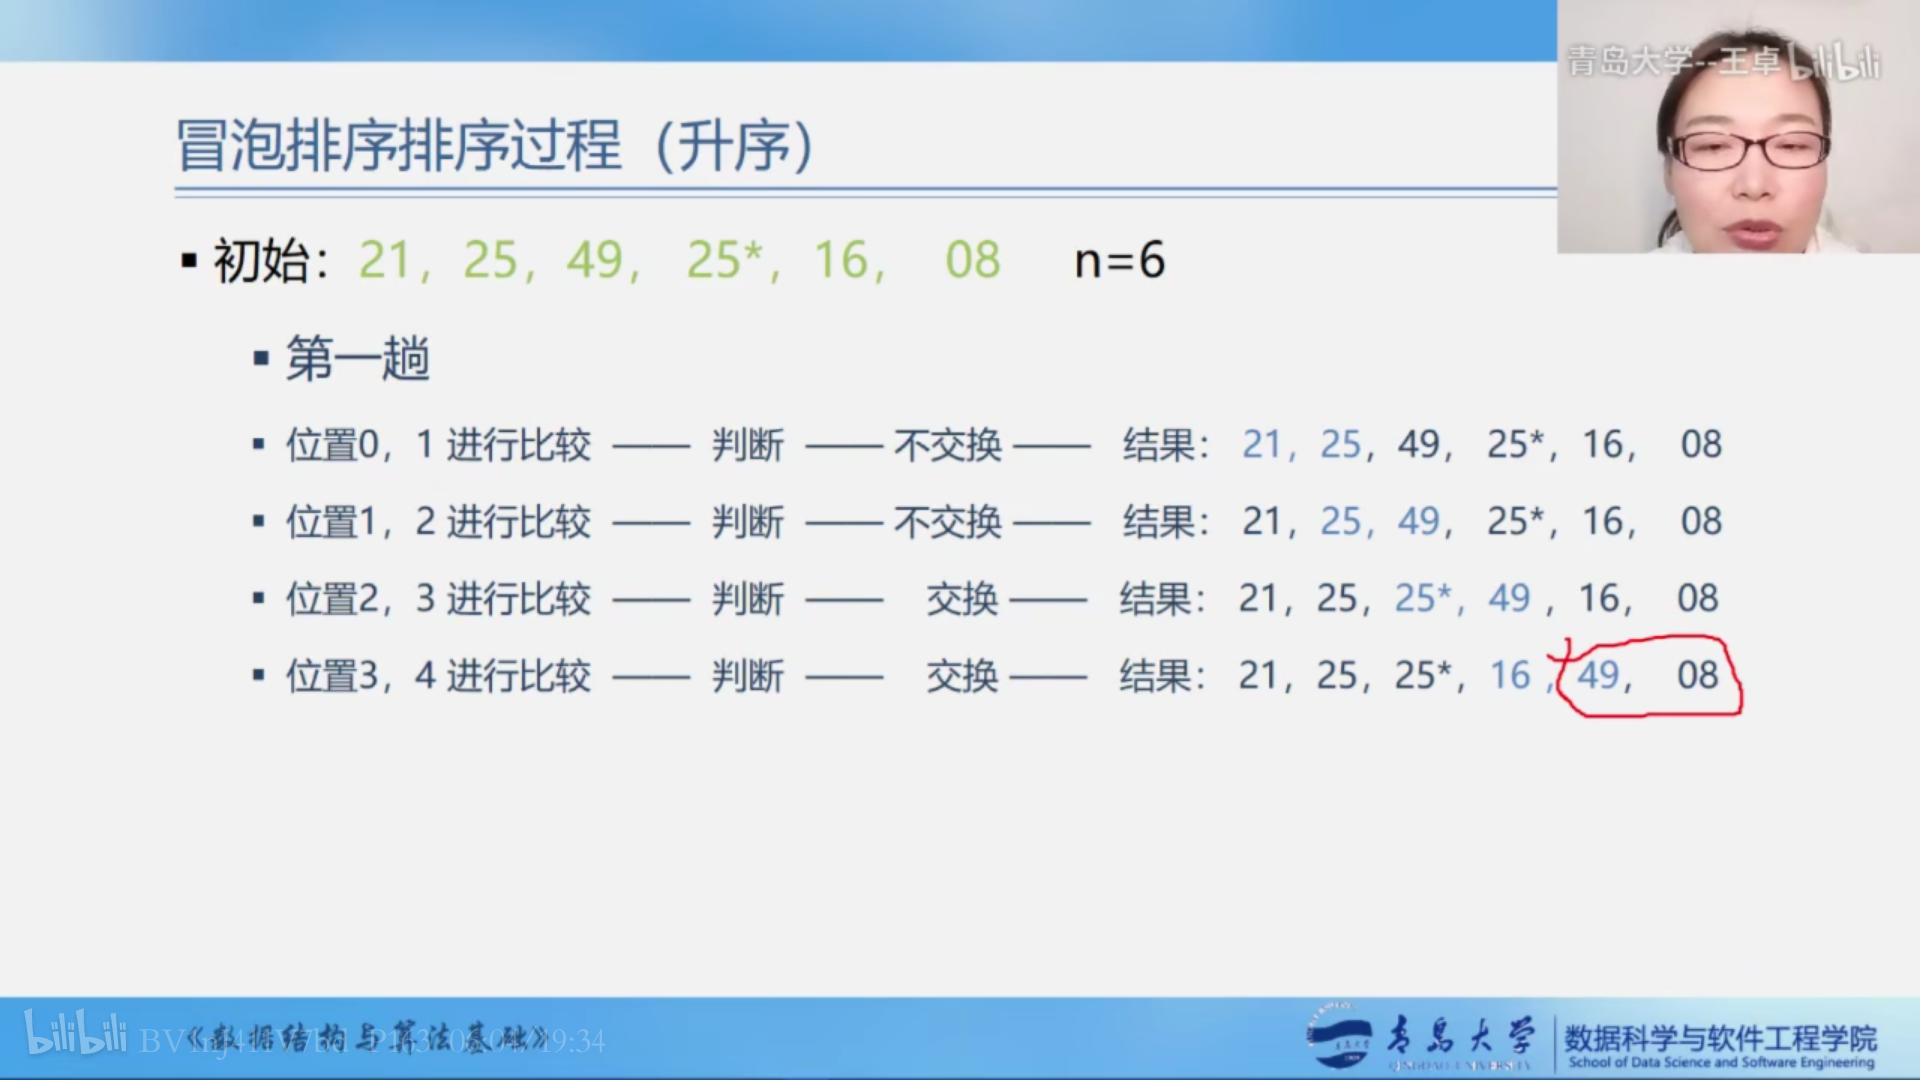 青岛大学--王卓 bilibili
冒泡排序排序过程（升序）
▪ 初始： 21， 25， 49， 25*， 16， 08 n=6
▪ 第一趟
▪ 位置0，1 进行比较 —— 判断 —— 不交换 —— 结果： 21，25，49，25*，16， 08
▪ 位置1，2 进行比较 —— 判断 —— 不交换 —— 结果： 21，25，49，25*，16， 08
▪ 位置2，3 进行比较 —— 判断 —— 交换 —— 结果： 21，25，25*，49 ，16， 08
▪ 位置3，4 进行比较 —— 判断 —— 交换 —— 结果： 21，25，25*，16 ，49， 08
bilibili
《数据结构与算法基础》
19:34
青岛大学
QINGDAO UNIVERSITY
数据科学与软件工程学院
School of Data Science and Software Engineering